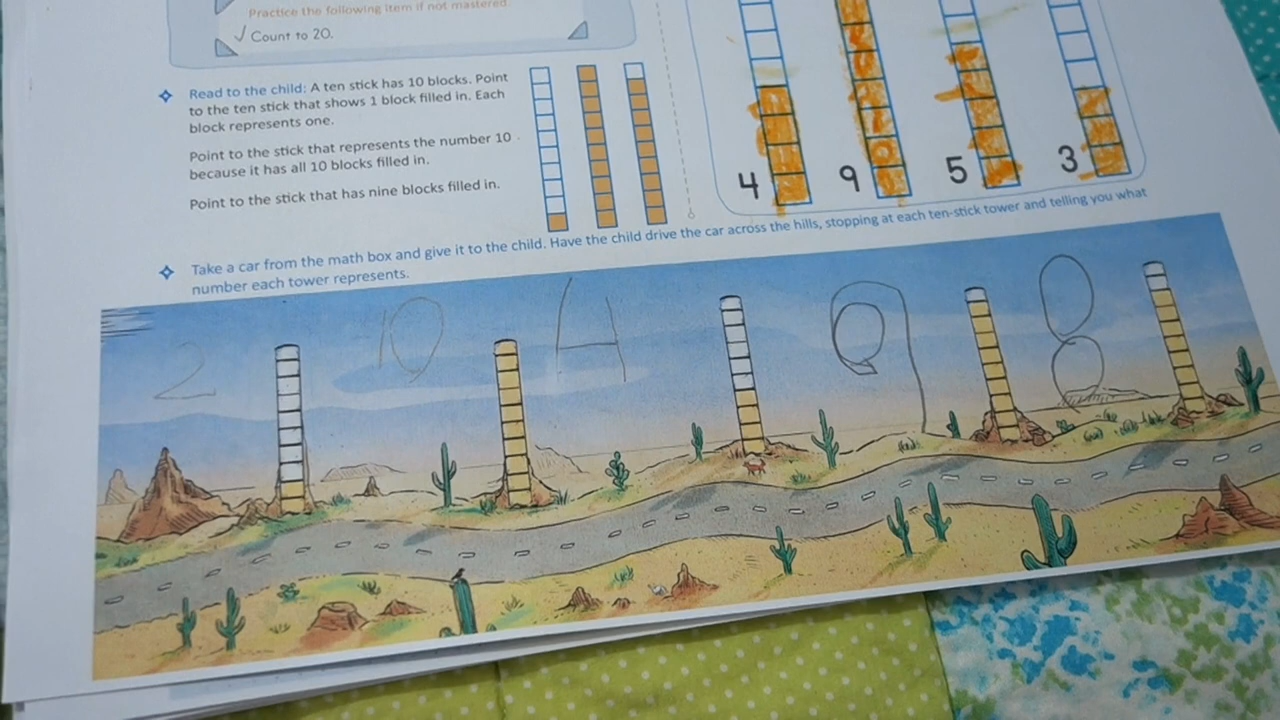 Practice the following item if not mastered
✓ Count to 20.
Read to the child: A ten stick has 10 blocks. Point
to the ten stick that shows 1 block filled in. Each
block represents one.
Point to the stick that represents the number 10
because it has all 10 blocks filled in.
Point to the stick that has nine blocks filled in.
4 9 5 3
Take a car from the math box and give it to the child. Have the child drive the car across the hills, stopping at each ten-stick tower and telling you what
number each tower represents.
2 10 4 9 8